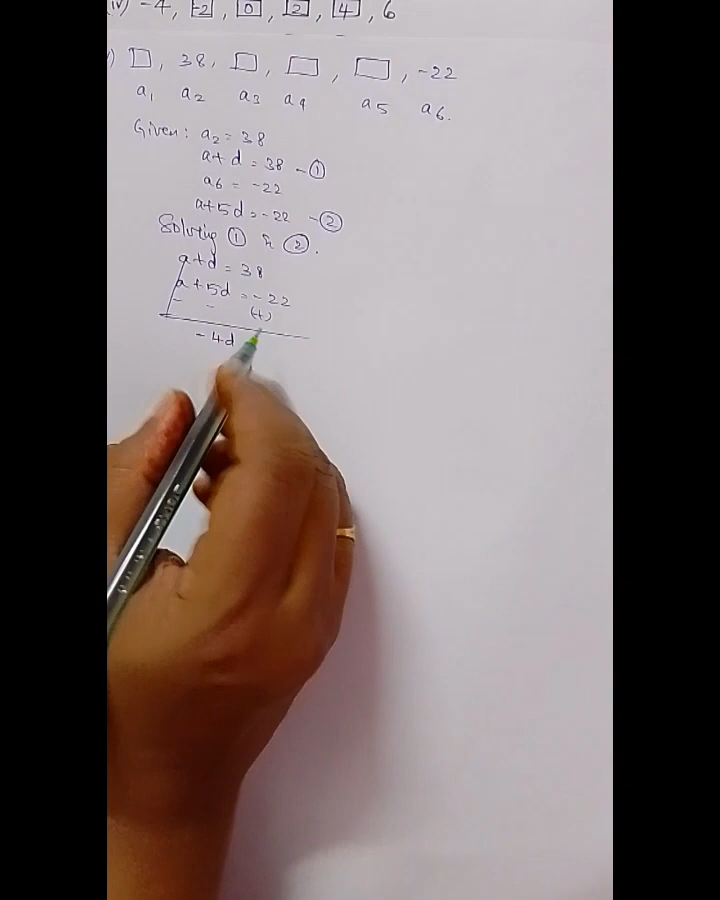 iv) -4, -2, 0, 2, 4, 6
) □, 38, □, □, □, -22
a1 a2 a3 a4 a5 a6.
Given: a2 = 38
a+d = 38 - ①
a6 = -22
a+5d = -22 - ②
Solving ① & ②.
a+d = 38
a+5d = -22
- - (+)
-4d